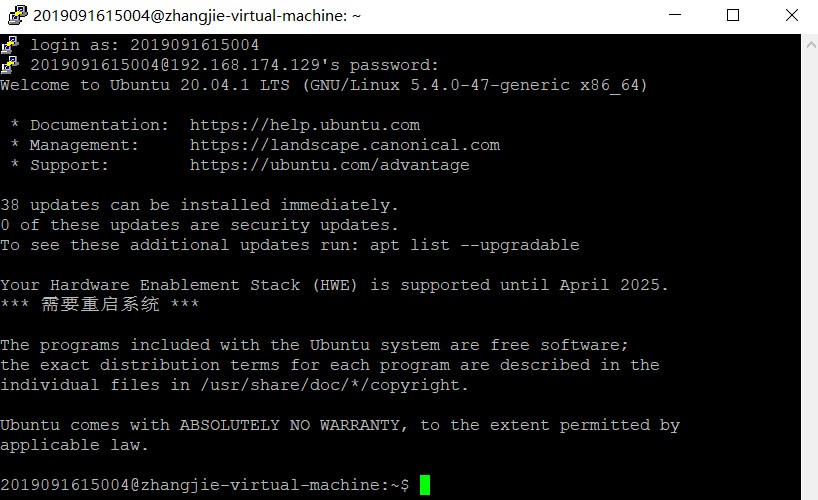 2019091615004@zhangjie-virtual-machine: ~
login as: 2019091615004
2019091615004@192.168.174.129's password:
Welcome to Ubuntu 20.04.1 LTS (GNU/Linux 5.4.0-47-generic x86_64)
* Documentation:  https://help.ubuntu.com
* Management:     https://landscape.canonical.com
* Support:        https://ubuntu.com/advantage
38 updates can be installed immediately.
0 of these updates are security updates.
To see these additional updates run: apt list --upgradable
Your Hardware Enablement Stack (HWE) is supported until April 2025.
*** 需要重启系统 ***
The programs included with the Ubuntu system are free software;
the exact distribution terms for each program are described in the
individual files in /usr/share/doc/*/copyright.
Ubuntu comes with ABSOLUTELY NO WARRANTY, to the extent permitted by
applicable law.
2019091615004@zhangjie-virtual-machine:~$